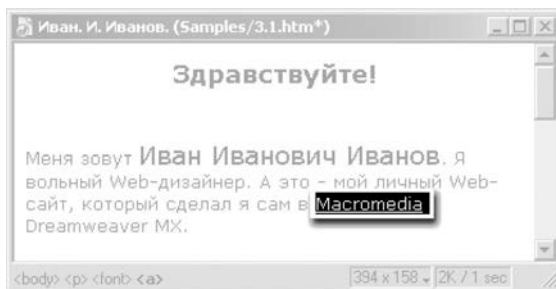 Иван. И. Иванов. (Samples/3.1.htm*)
Здравствуйте!
Меня зовут Иван Иванович Иванов. Я
вольный Web-дизайнер. А это - мой личный Web-
сайт, который сделал я сам в Macromedia
Dreamweaver MX.
<body> <p> <font> <a> 394 x 158 2K / 1 sec